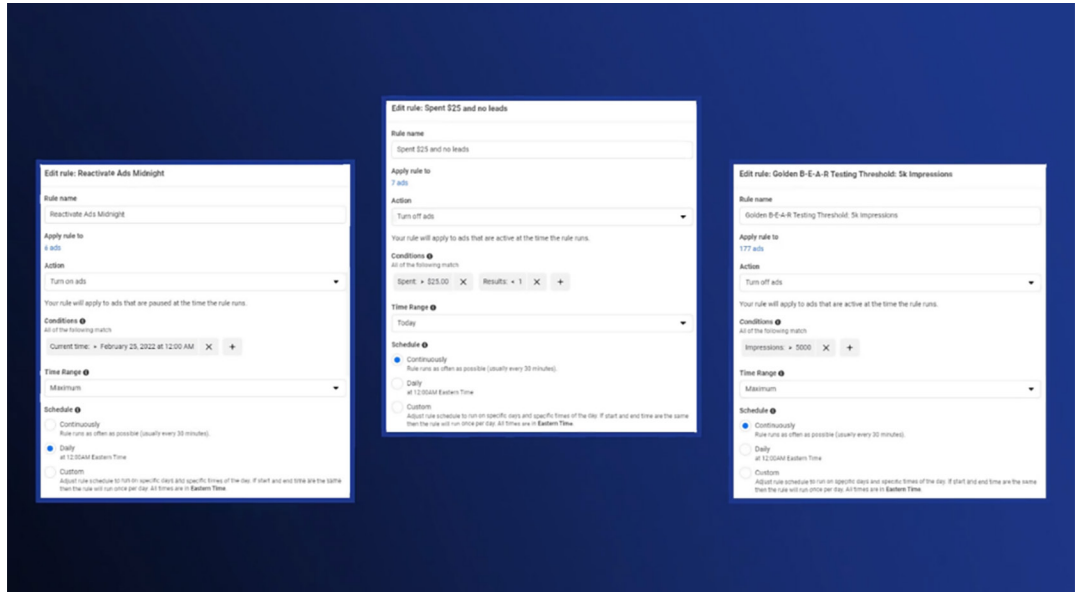 Edit rule: Reactivate Ads Midnight
Rule name
Reactivate Ads Midnight
Apply rule to
6 ads
Action
Turn on ads
Your rule will apply to ads that are paused at the time the rule runs.
Conditions
All of the following match
Current time: > February 25, 2022 at 12:00 AM
Time Range
Maximum
Schedule
Continuously
Rule runs as often as possible (usually every 30 minutes).
Daily
at 12:00AM Eastern Time
Custom
Adjust rule schedule to run on specific days and specific times of the day. If start and end time are the same
then the rule will run once per day. All times are in Eastern Time.
Edit rule: Spent $25 and no leads
Rule name
Spent $25 and no leads
Apply rule to
7 ads
Action
Turn off ads
Your rule will apply to ads that are active at the time the rule runs.
Conditions
All of the following match
Spent: > $25.00
Results: < 1
Time Range
Today
Schedule
Continuously
Rule runs as often as possible (usually every 30 minutes).
Daily
at 12:00AM Eastern Time
Custom
Adjust rule schedule to run on specific days and specific times of the day. If start and end time are the same
then the rule will run once per day. All times are in Eastern Time.
Edit rule: Golden B-E-A-R Testing Threshold: 5k Impressions
Rule name
Golden B-E-A-R Testing Threshold: 5k Impressions
Apply rule to
177 ads
Action
Turn off ads
Your rule will apply to ads that are active at the time the rule runs.
Conditions
All of the following match
Impressions: > 5000
Time Range
Maximum
Schedule
Continuously
Rule runs as often as possible (usually every 30 minutes).
Daily
at 12:00AM Eastern Time
Custom
Adjust rule schedule to run on specific days and specific times of the day. If start and end time are the same
then the rule will run once per day. All times are in Eastern Time.